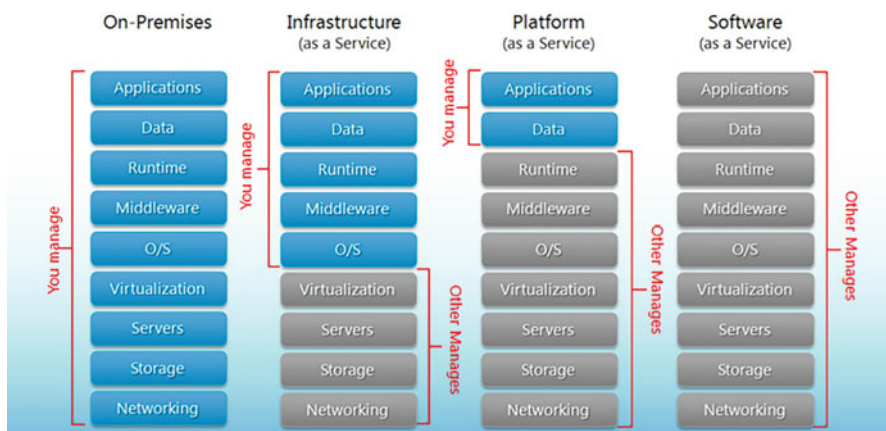 On-Premises
You manage
Applications
Data
Runtime
Middleware
O/S
Virtualization
Servers
Storage
Networking
Infrastructure
(as a Service)
You manage
Applications
Data
Runtime
Middleware
O/S
Virtualization
Servers
Storage
Networking
Other Manages
Platform
(as a Service)
You manage
Applications
Data
Runtime
Middleware
O/S
Virtualization
Servers
Storage
Networking
Other Manages
Software
(as a Service)
Applications
Data
Runtime
Middleware
O/S
Virtualization
Servers
Storage
Networking
Other Manages